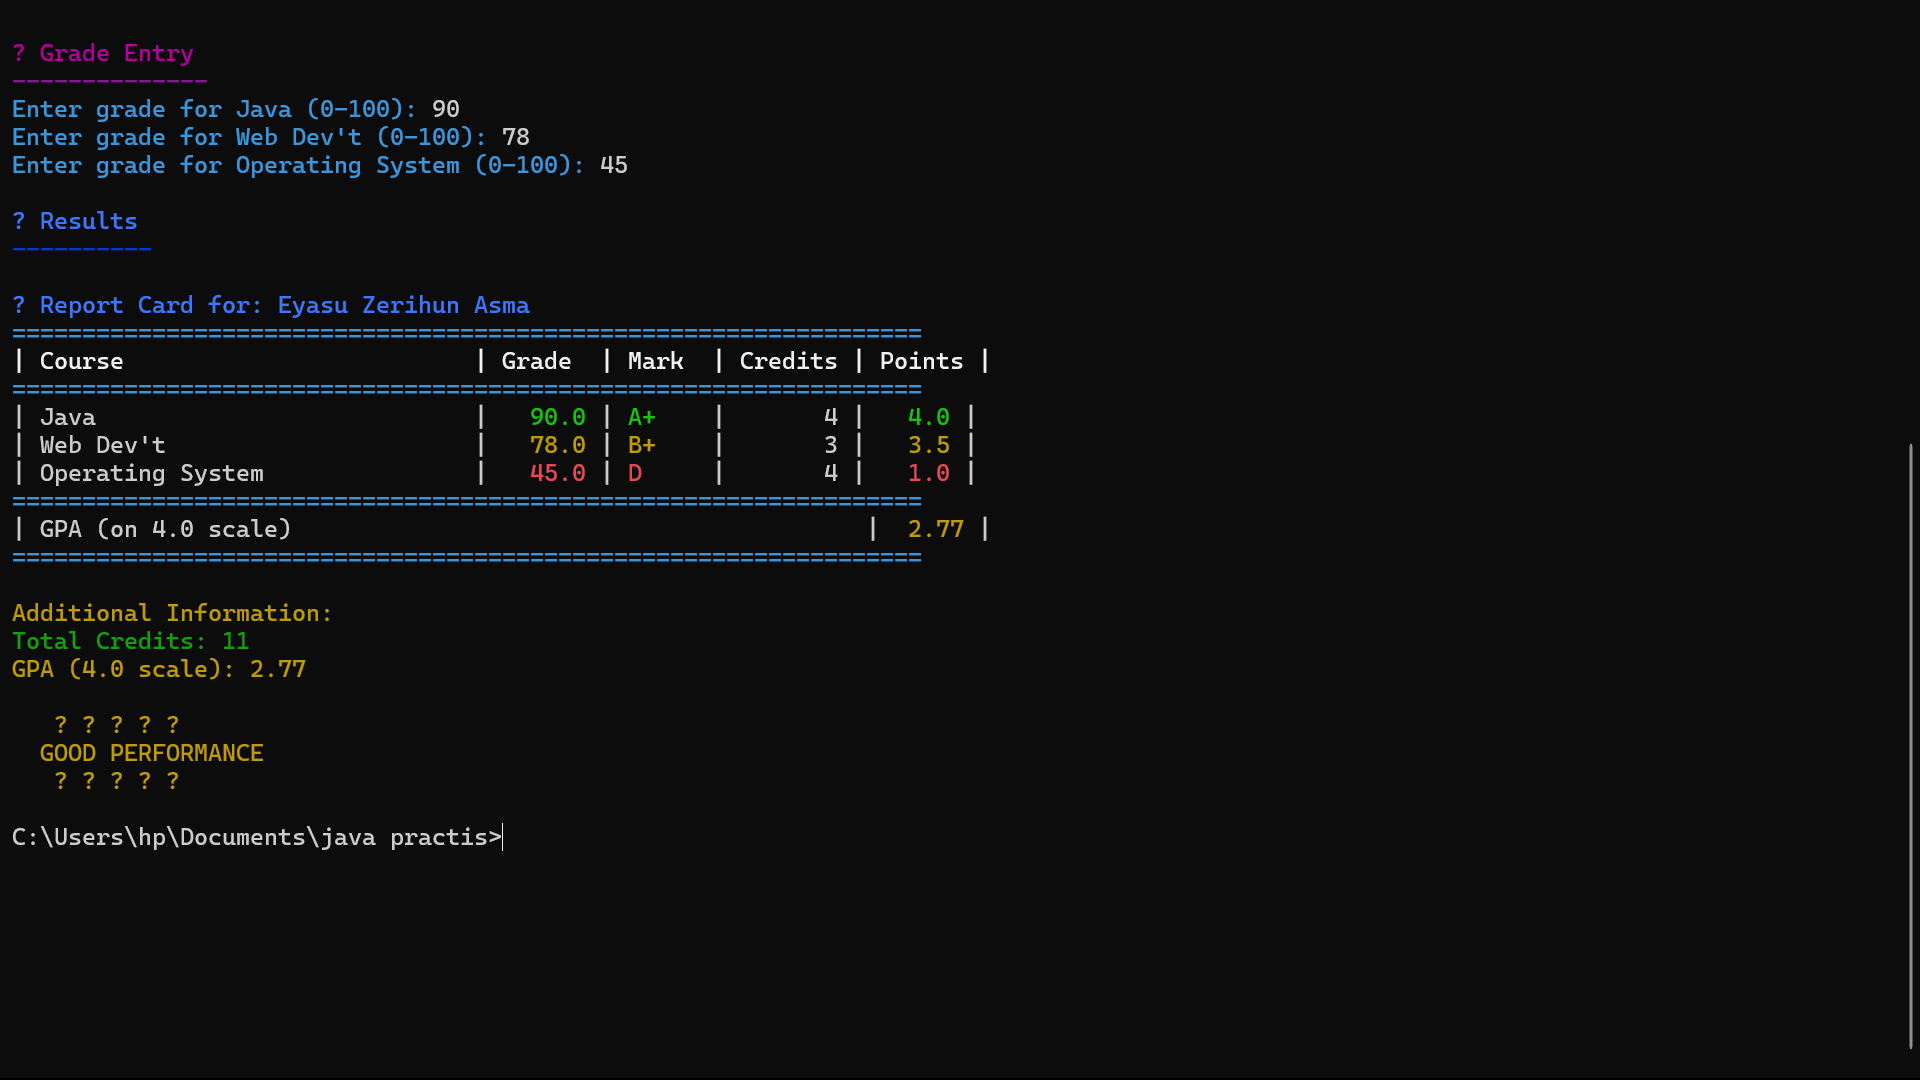 ? Grade Entry
--------------
Enter grade for Java (0-100): 90
Enter grade for Web Dev't (0-100): 78
Enter grade for Operating System (0-100): 45
? Results
----------
? Report Card for: Eyasu Zerihun Asma
=================================================================
| Course                         | Grade  | Mark  | Credits | Points |
=================================================================
| Java                           |   90.0 | A+    |       4 |   4.0 |
| Web Dev't                      |   78.0 | B+    |       3 |   3.5 |
| Operating System               |   45.0 | D     |       4 |   1.0 |
=================================================================
| GPA (on 4.0 scale)                                         |  2.77 |
=================================================================
Additional Information:
Total Credits: 11
GPA (4.0 scale): 2.77
   ? ? ? ? ?
  GOOD PERFORMANCE
   ? ? ? ? ?
C:\Users\hp\Documents\java practis>